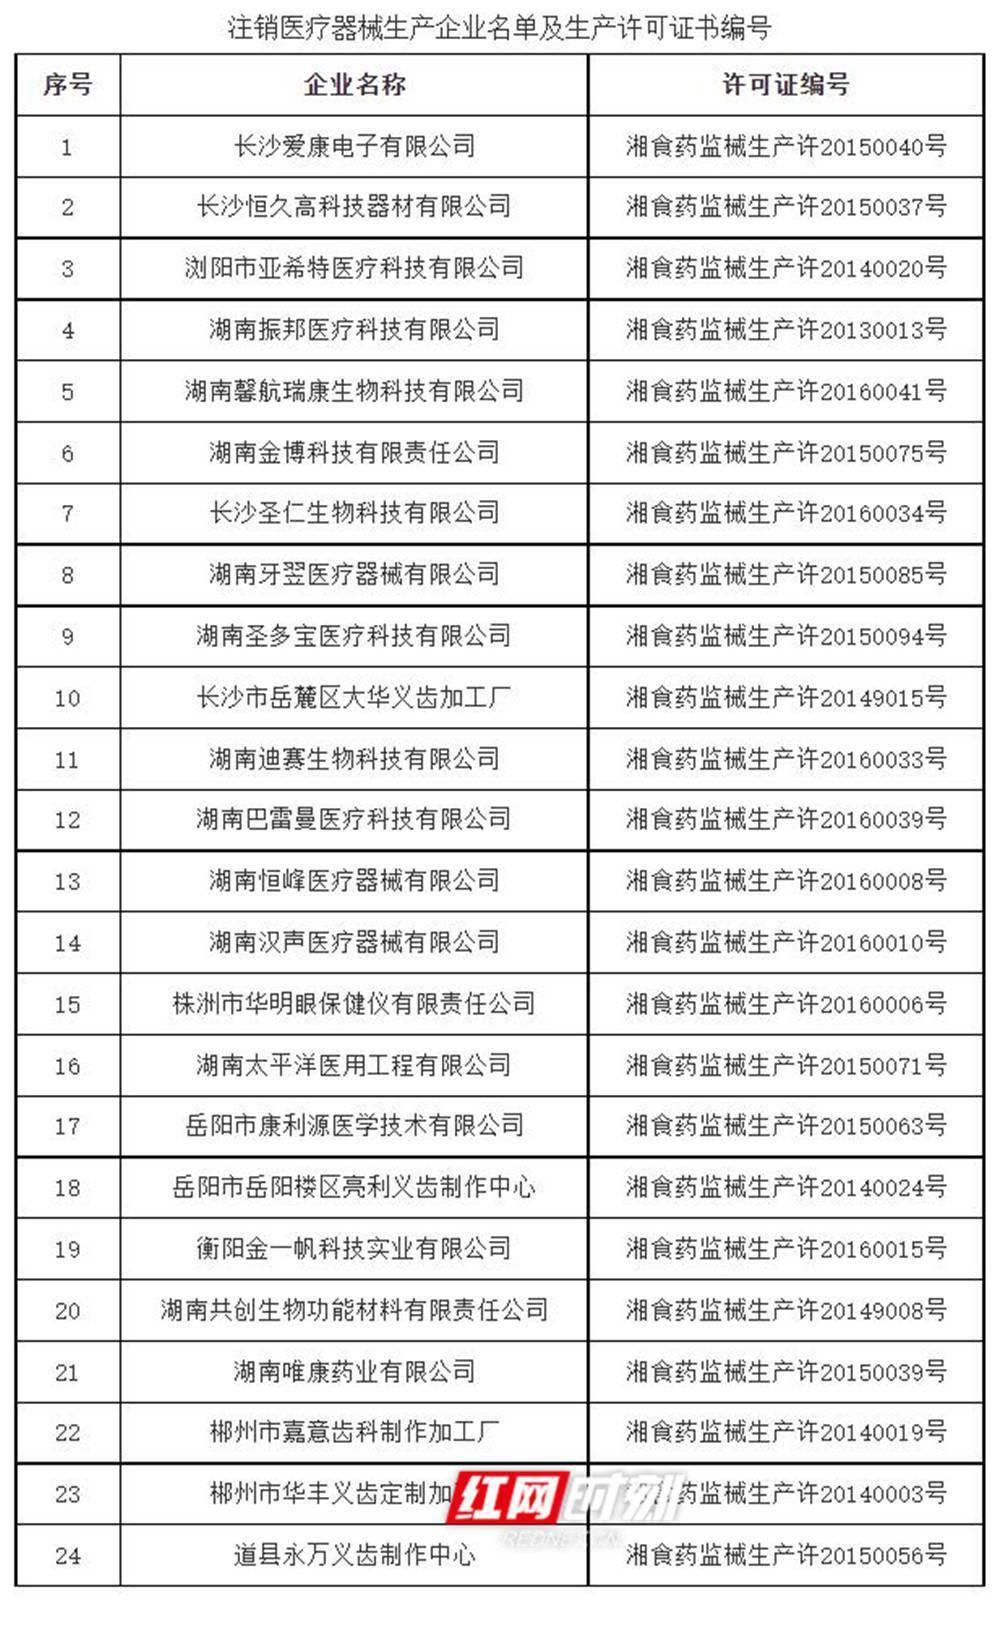 注销医疗器械生产企业名单及生产许可证书编号
序号 企业名称 许可证编号
1 长沙爱康电子有限公司 湘食药监械生产许20150040号
2 长沙恒久高科技器材有限公司 湘食药监械生产许20150037号
3 浏阳市亚希特医疗科技有限公司 湘食药监械生产许20140020号
4 湖南振邦医疗科技有限公司 湘食药监械生产许20130013号
5 湖南馨航瑞康生物科技有限公司 湘食药监械生产许20160041号
6 湖南金博科技有限责任公司 湘食药监械生产许20150075号
7 长沙圣仁生物科技有限公司 湘食药监械生产许20160034号
8 湖南牙翌医疗器械有限公司 湘食药监械生产许20150085号
9 湖南圣多宝医疗科技有限公司 湘食药监械生产许20150094号
10 长沙市岳麓区大华义齿加工厂 湘食药监械生产许20149015号
11 湖南迪赛生物科技有限公司 湘食药监械生产许20160033号
12 湖南巴雷曼医疗科技有限公司 湘食药监械生产许20160039号
13 湖南恒峰医疗器械有限公司 湘食药监械生产许20160008号
14 湖南汉声医疗器械有限公司 湘食药监械生产许20160010号
15 株洲市华明眼保健仪有限责任公司 湘食药监械生产许20160006号
16 湖南太平洋医用工程有限公司 湘食药监械生产许20150071号
17 岳阳市康利源医学技术有限公司 湘食药监械生产许20150063号
18 岳阳市岳阳楼区亮利义齿制作中心 湘食药监械生产许20140024号
19 衡阳金一帆科技实业有限公司 湘食药监械生产许20160015号
20 湖南共创生物功能材料有限责任公司 湘食药监械生产许20149008号
21 湖南唯康药业有限公司 湘食药监械生产许20150039号
22 郴州市嘉意齿科制作加工厂 湘食药监械生产许20140019号
23 郴州市华丰义齿定制加 药监械生产许20140003号
红网时刻
REDNET.CN
24 道县永万义齿制作中心 湘食药监械生产许20150056号